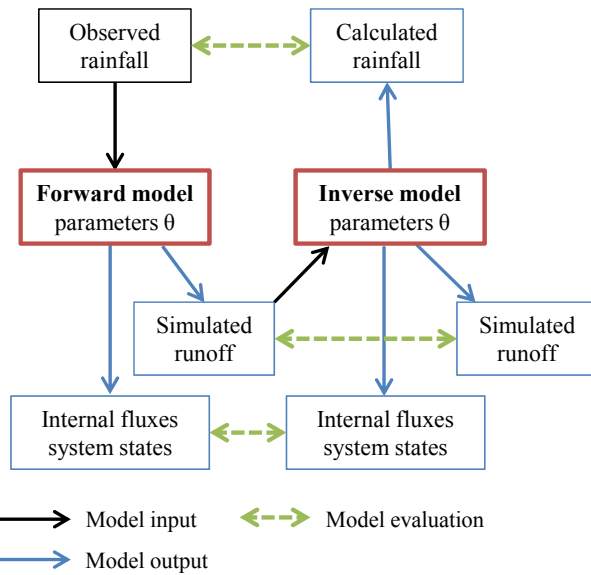 Observed
rainfall
Calculated
rainfall
Forward model
parameters θ
Inverse model
parameters θ
Simulated
runoff
Simulated
runoff
Internal fluxes
system states
Internal fluxes
system states
Model input
Model evaluation
Model output